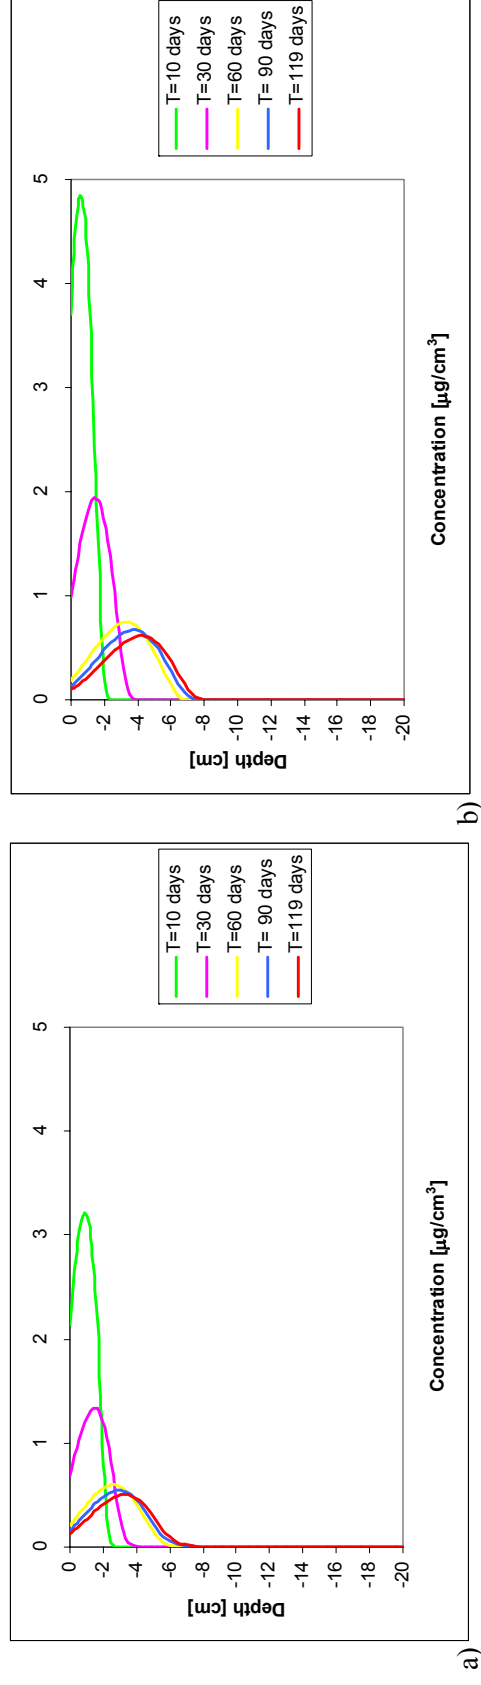 a)
0
1
2
3
4
5
0
-2
-4
-6
-8
-10
-12
-14
-16
-18
-20
Depth [cm]
Concentration [µg/cm³]
T=10 days
T=30 days
T=60 days
T= 90 days
T=119 days
b)
0
1
2
3
4
5
0
-2
-4
-6
-8
-10
-12
-14
-16
-18
-20
Depth [cm]
Concentration [µg/cm³]
T=10 days
T=30 days
T=60 days
T= 90 days
T=119 days